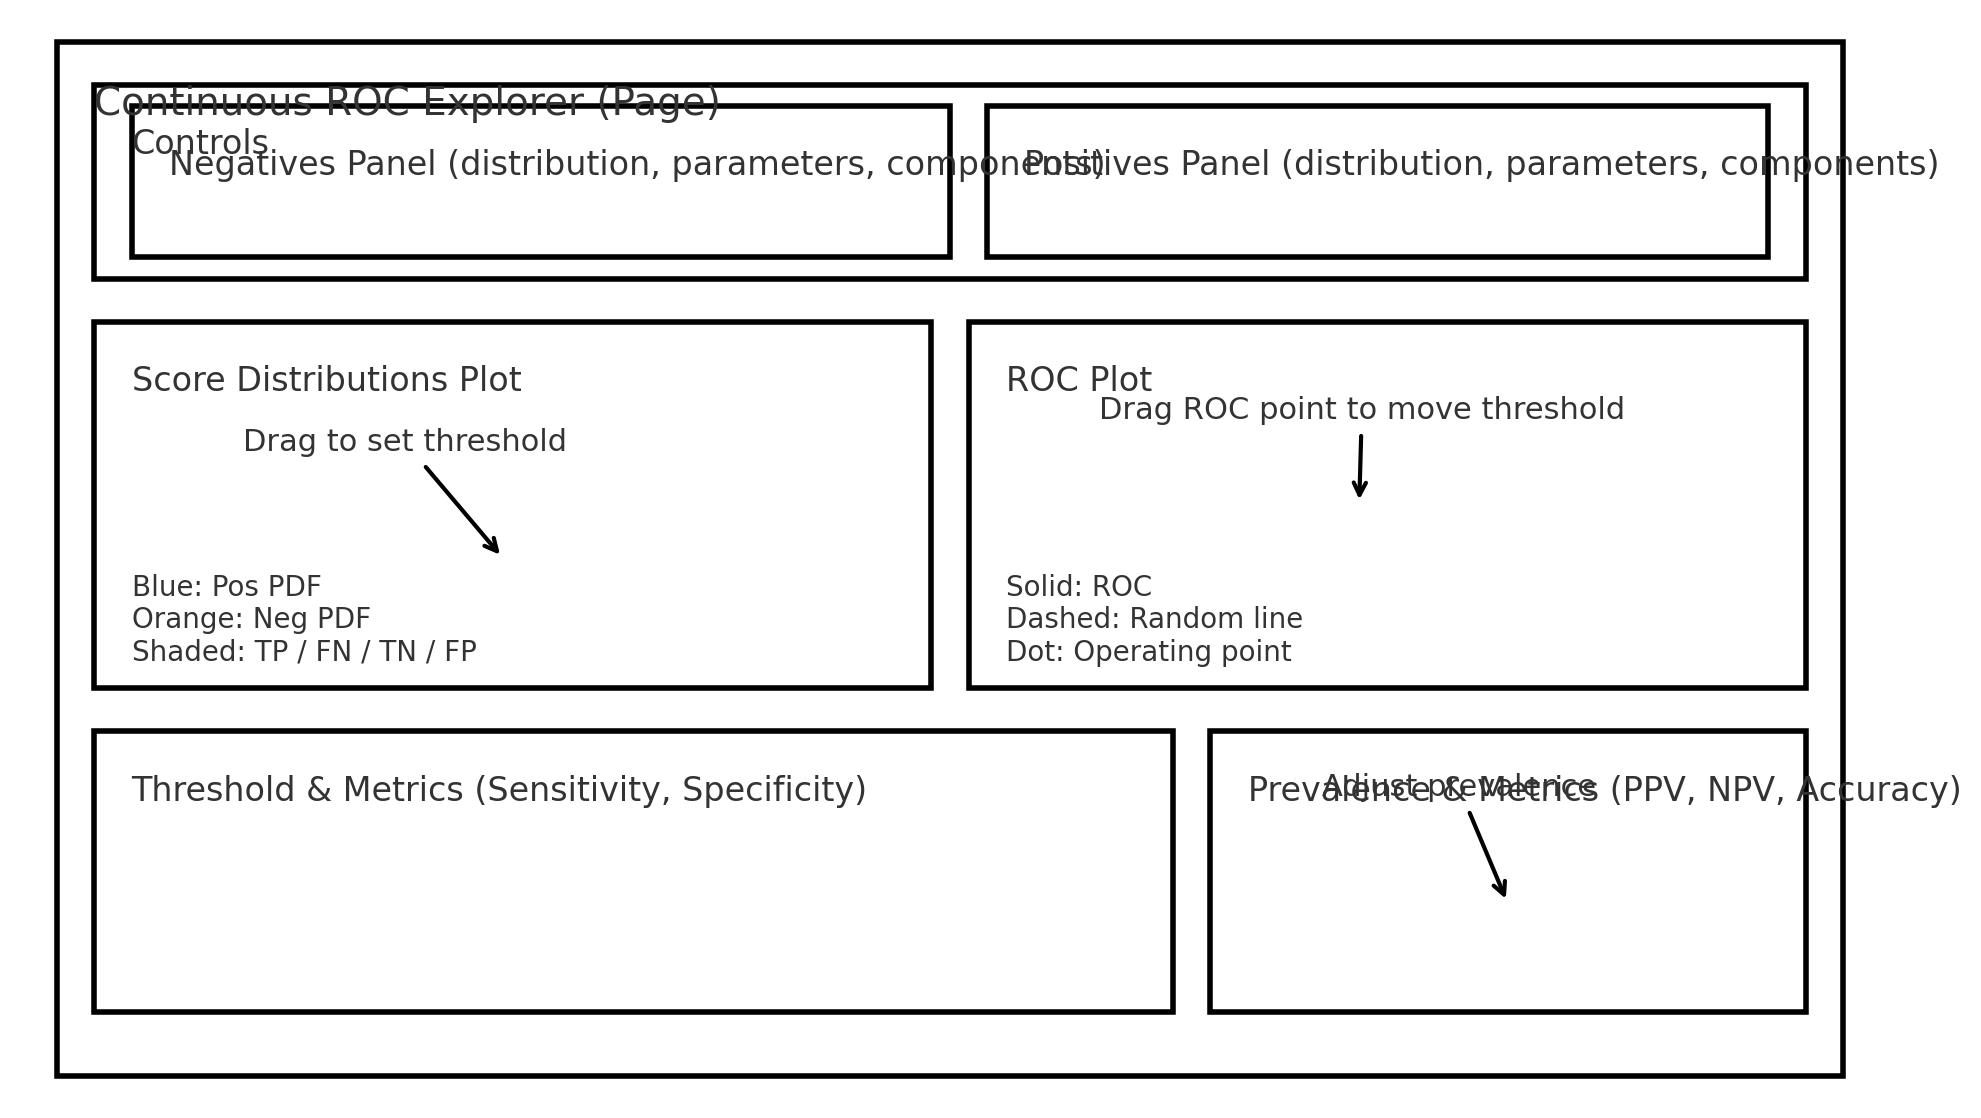 Continuous ROC Explorer (Page)
Controls
Negatives Panel (distribution, parameters, components)
Positives Panel (distribution, parameters, components)
Score Distributions Plot
Drag to set threshold
Blue: Pos PDF
Orange: Neg PDF
Shaded: TP / FN / TN / FP
ROC Plot
Drag ROC point to move threshold
Solid: ROC
Dashed: Random line
Dot: Operating point
Threshold & Metrics (Sensitivity, Specificity)
Prevalence & Metrics (PPV, NPV, Accuracy)
Adjust prevalence